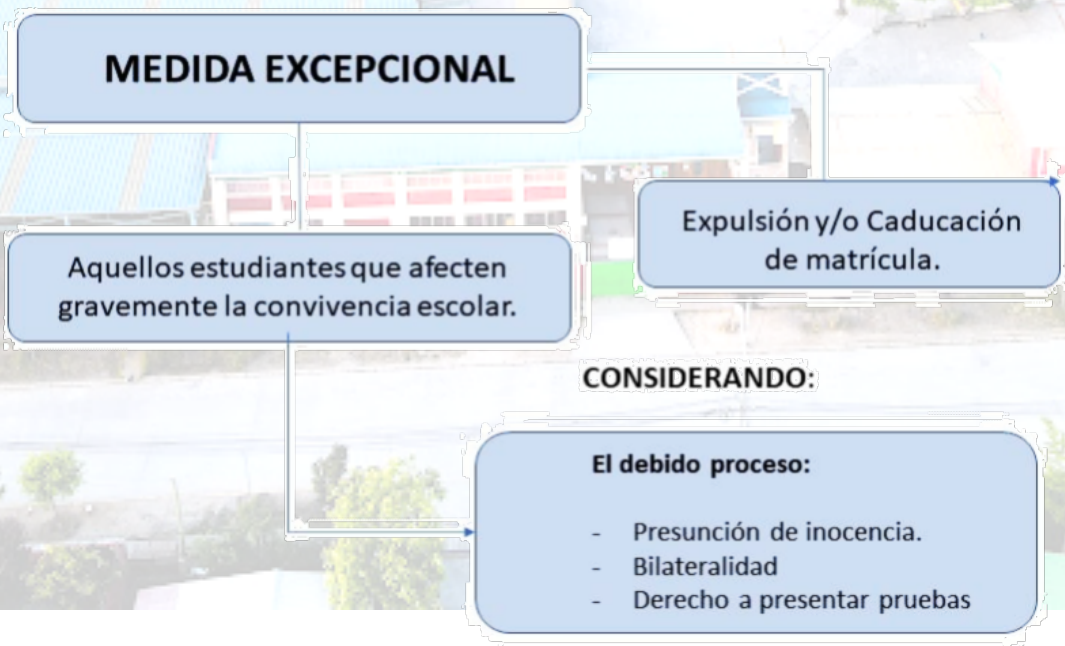 MEDIDA EXCEPCIONAL
Expulsión y/o Caducación
de matrícula.
Aquellos estudiantes que afecten
gravemente la convivencia escolar.
CONSIDERANDO:
El debido proceso:
- Presunción de inocencia.
- Bilateralidad
- Derecho a presentar pruebas